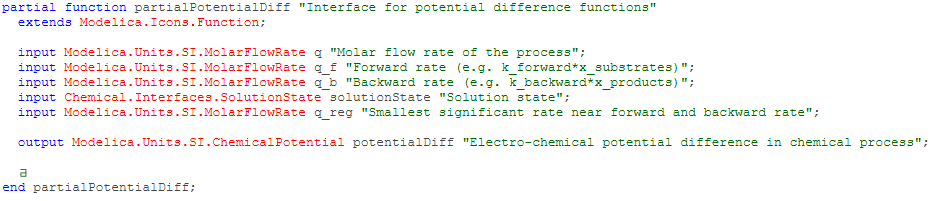 partial function partialPotentialDiff "Interface for potential difference functions"
extends Modelica.Icons.Function;
input Modelica.Units.SI.MolarFlowRate q "Molar flow rate of the process";
input Modelica.Units.SI.MolarFlowRate q_f "Forward rate (e.g. k_forward*x_substrates)";
input Modelica.Units.SI.MolarFlowRate q_b "Backward rate (e.g. k_backward*x_products)";
input Chemical.Interfaces.SolutionState solutionState "Solution state";
input Modelica.Units.SI.MolarFlowRate q_reg "Smallest significant rate near forward and backward rate";
output Modelica.Units.SI.ChemicalPotential potentialDiff "Electro-chemical potential difference in chemical process";
a
end partialPotentialDiff;